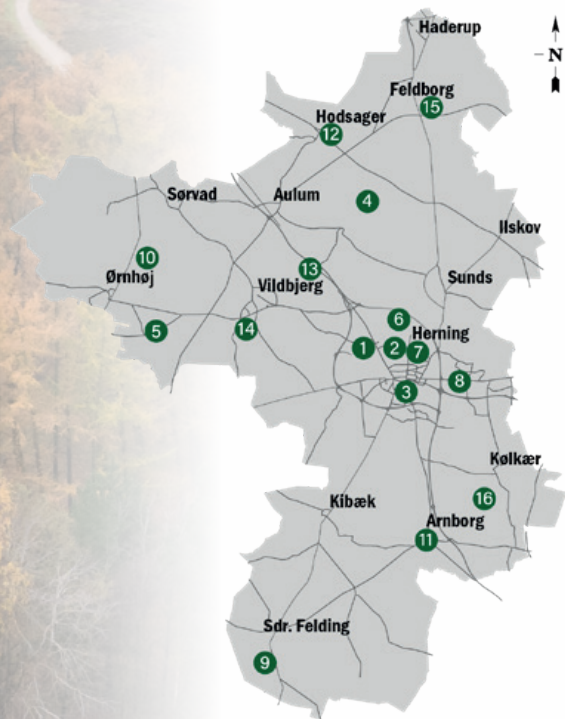 Haderup
N
Feldborg
15
Hodsager
12
Sørvad
Aulum
4
Ilskov
10
13
Ørnhøj
Vildbjerg
Sunds
5
14
6
Herning
1
2
7
3
8
Kølkær
16
Kibæk
Arnborg
11
Sdr. Felding
9